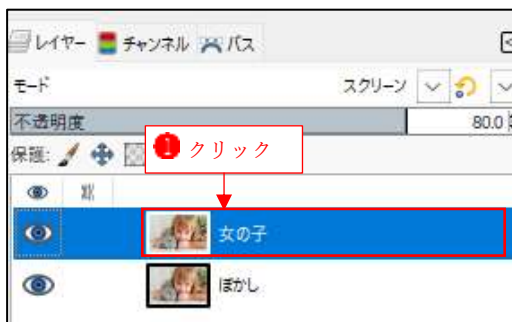 レイヤー チャンネル パス
モード スクリーン
不透明度 80.0
保護:
1 クリック
女の子
ぼかし